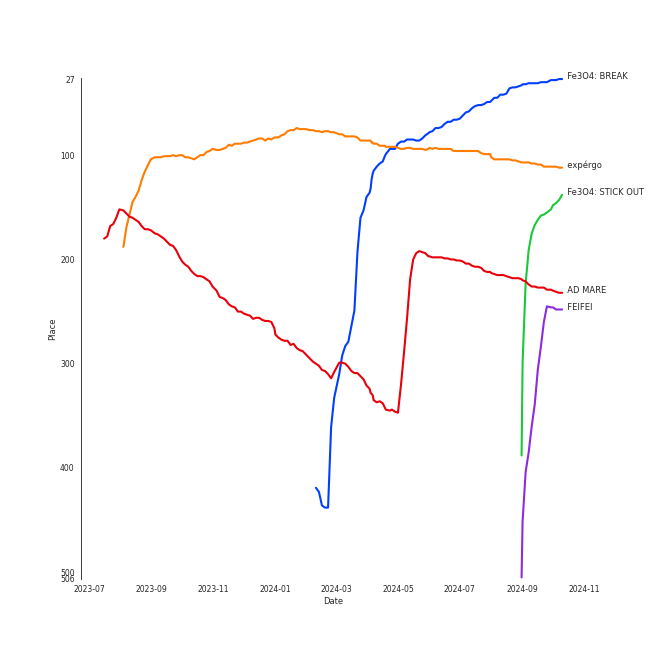 27
Fe3O4: BREAK
100
expérgo
Fe3O4: STICK OUT
200
AD MARE
FEIFEI
Place
300
400
500
506
2023-07 2023-09 2023-11 2024-01 2024-03 2024-05 2024-07 2024-09 2024-11
Date